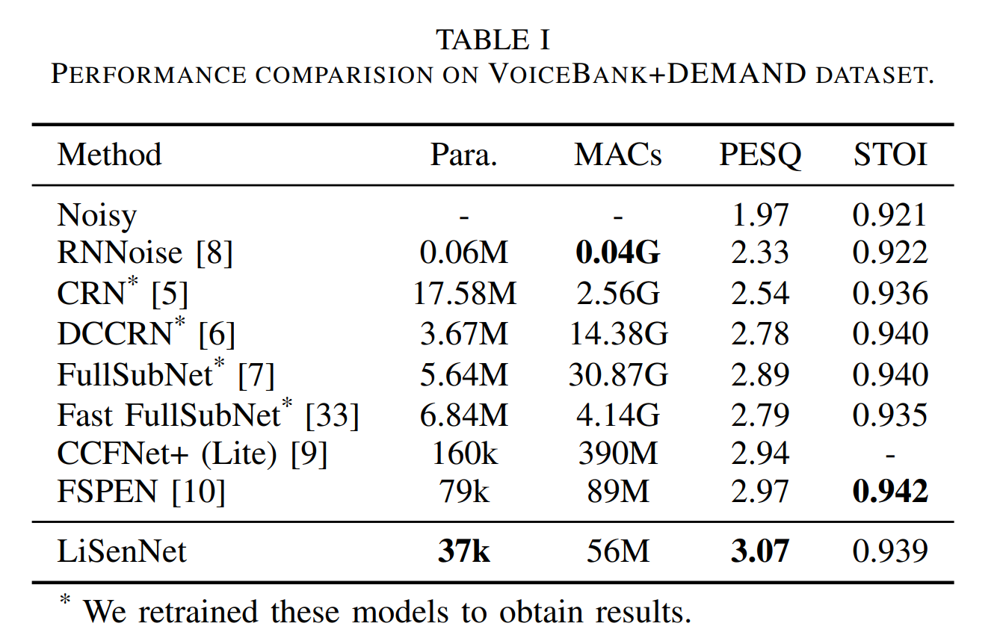 TABLE I
PERFORMANCE COMPARISION ON VOICEBANK+DEMAND DATASET.
Method Para. MACs PESQ STOI
Noisy - - 1.97 0.921
RNNoise [8] 0.06M 0.04G 2.33 0.922
CRN* [5] 17.58M 2.56G 2.54 0.936
DCCRN* [6] 3.67M 14.38G 2.78 0.940
FullSubNet* [7] 5.64M 30.87G 2.89 0.940
Fast FullSubNet* [33] 6.84M 4.14G 2.79 0.935
CCFNet+ (Lite) [9] 160k 390M 2.94 -
FSPEN [10] 79k 89M 2.97 0.942
LiSenNet 37k 56M 3.07 0.939
* We retrained these models to obtain results.